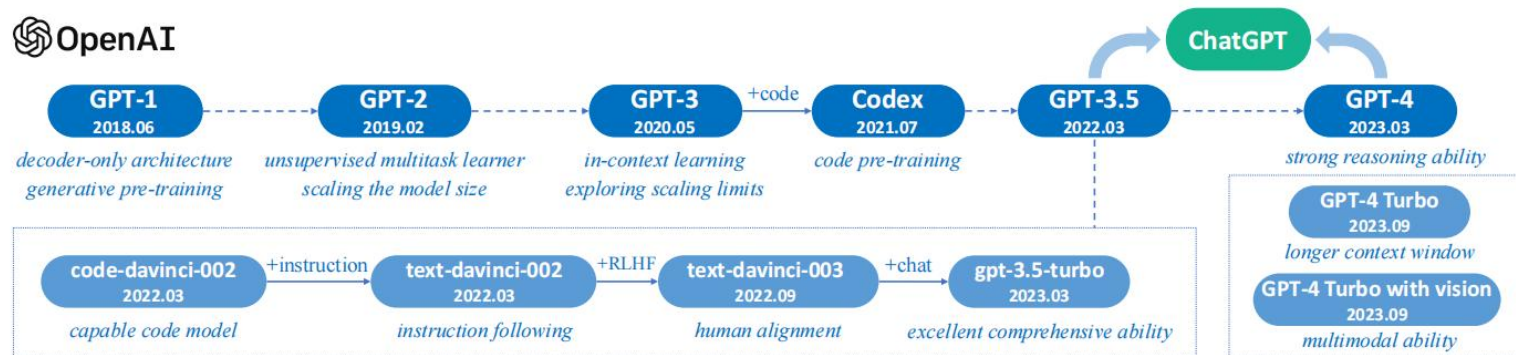 OpenAI
ChatGPT
GPT-1
2018.06
decoder-only architecture
generative pre-training
GPT-2
2019.02
unsupervised multitask learner
scaling the model size
GPT-3
2020.05
in-context learning
exploring scaling limits
+code
Codex
2021.07
code pre-training
GPT-3.5
2022.03
GPT-4
2023.03
strong reasoning ability
code-davinci-002
2022.03
capable code model
+instruction
text-davinci-002
2022.03
instruction following
+RLHF
text-davinci-003
2022.09
human alignment
+chat
gpt-3.5-turbo
2023.03
excellent comprehensive ability
GPT-4 Turbo
2023.09
longer context window
GPT-4 Turbo with vision
2023.09
multimodal ability